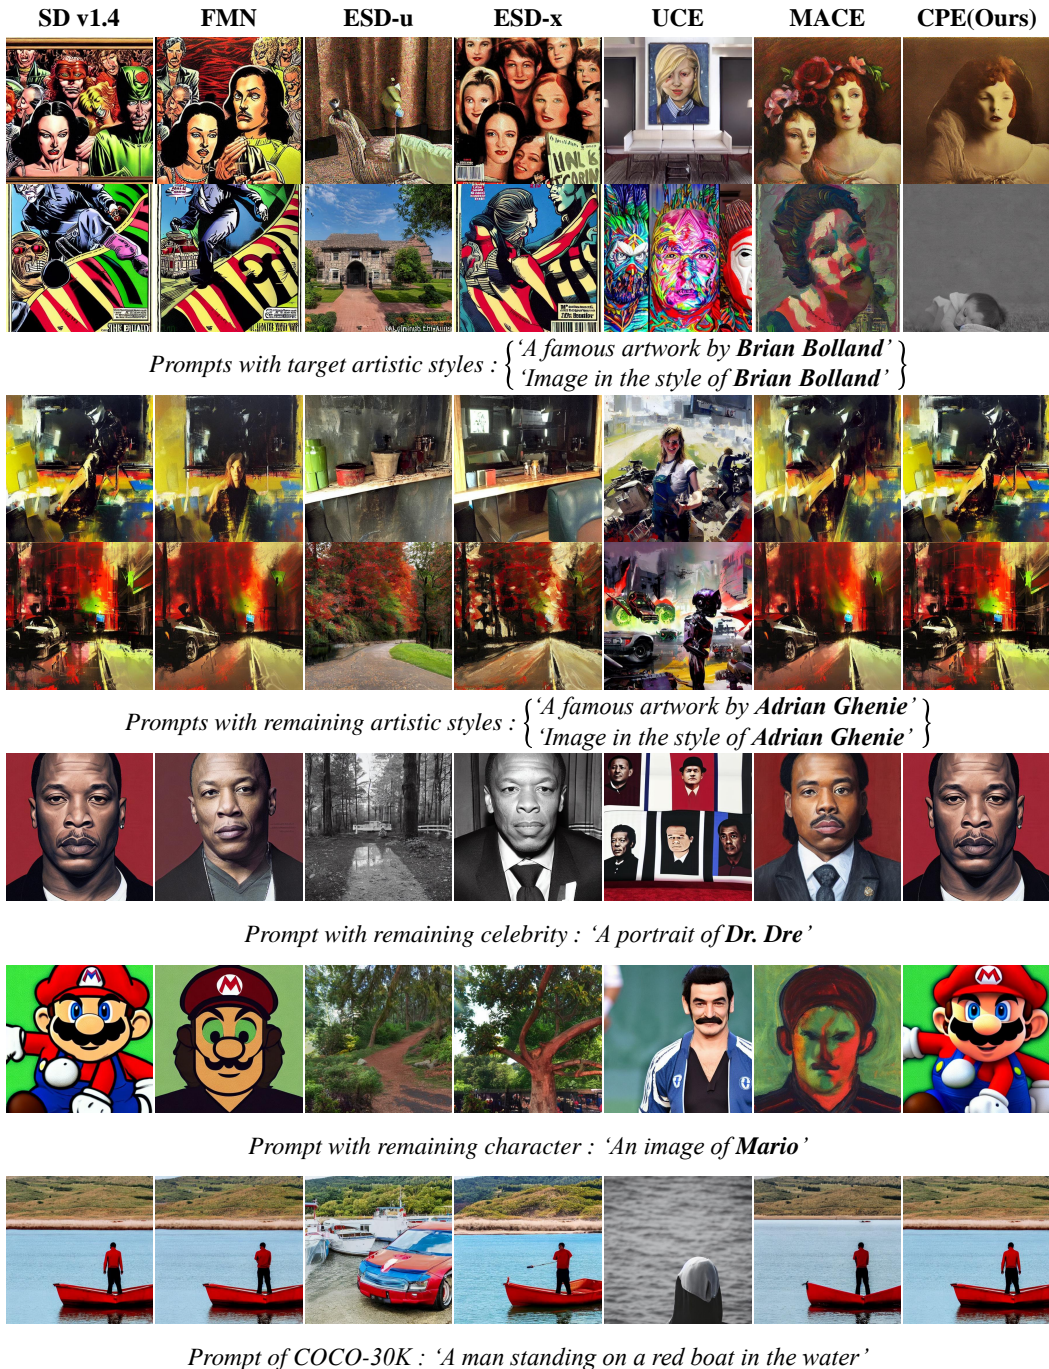 SD v1.4 FMN ESD-u ESD-x UCE MACE CPE(Ours)
Prompts with target artistic styles : {‘A famous artwork by Brian Bolland’
‘Image in the style of Brian Bolland’}
Prompts with remaining artistic styles : {‘A famous artwork by Adrian Ghenie’
‘Image in the style of Adrian Ghenie’}
Prompt with remaining celebrity : ‘A portrait of Dr. Dre’
M
M
M
Prompt with remaining character : ‘An image of Mario’
Prompt of COCO-30K : ‘A man standing on a red boat in the water’